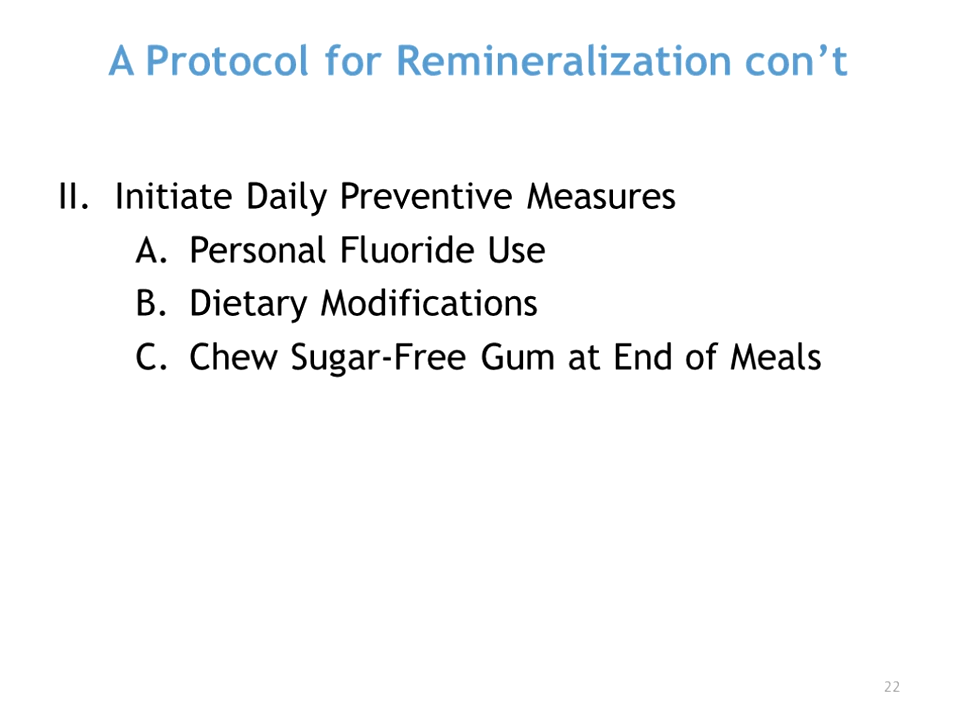 A Protocol for Remineralization con’t
II. Initiate Daily Preventive Measures
A. Personal Fluoride Use
B. Dietary Modifications
C. Chew Sugar-Free Gum at End of Meals
22